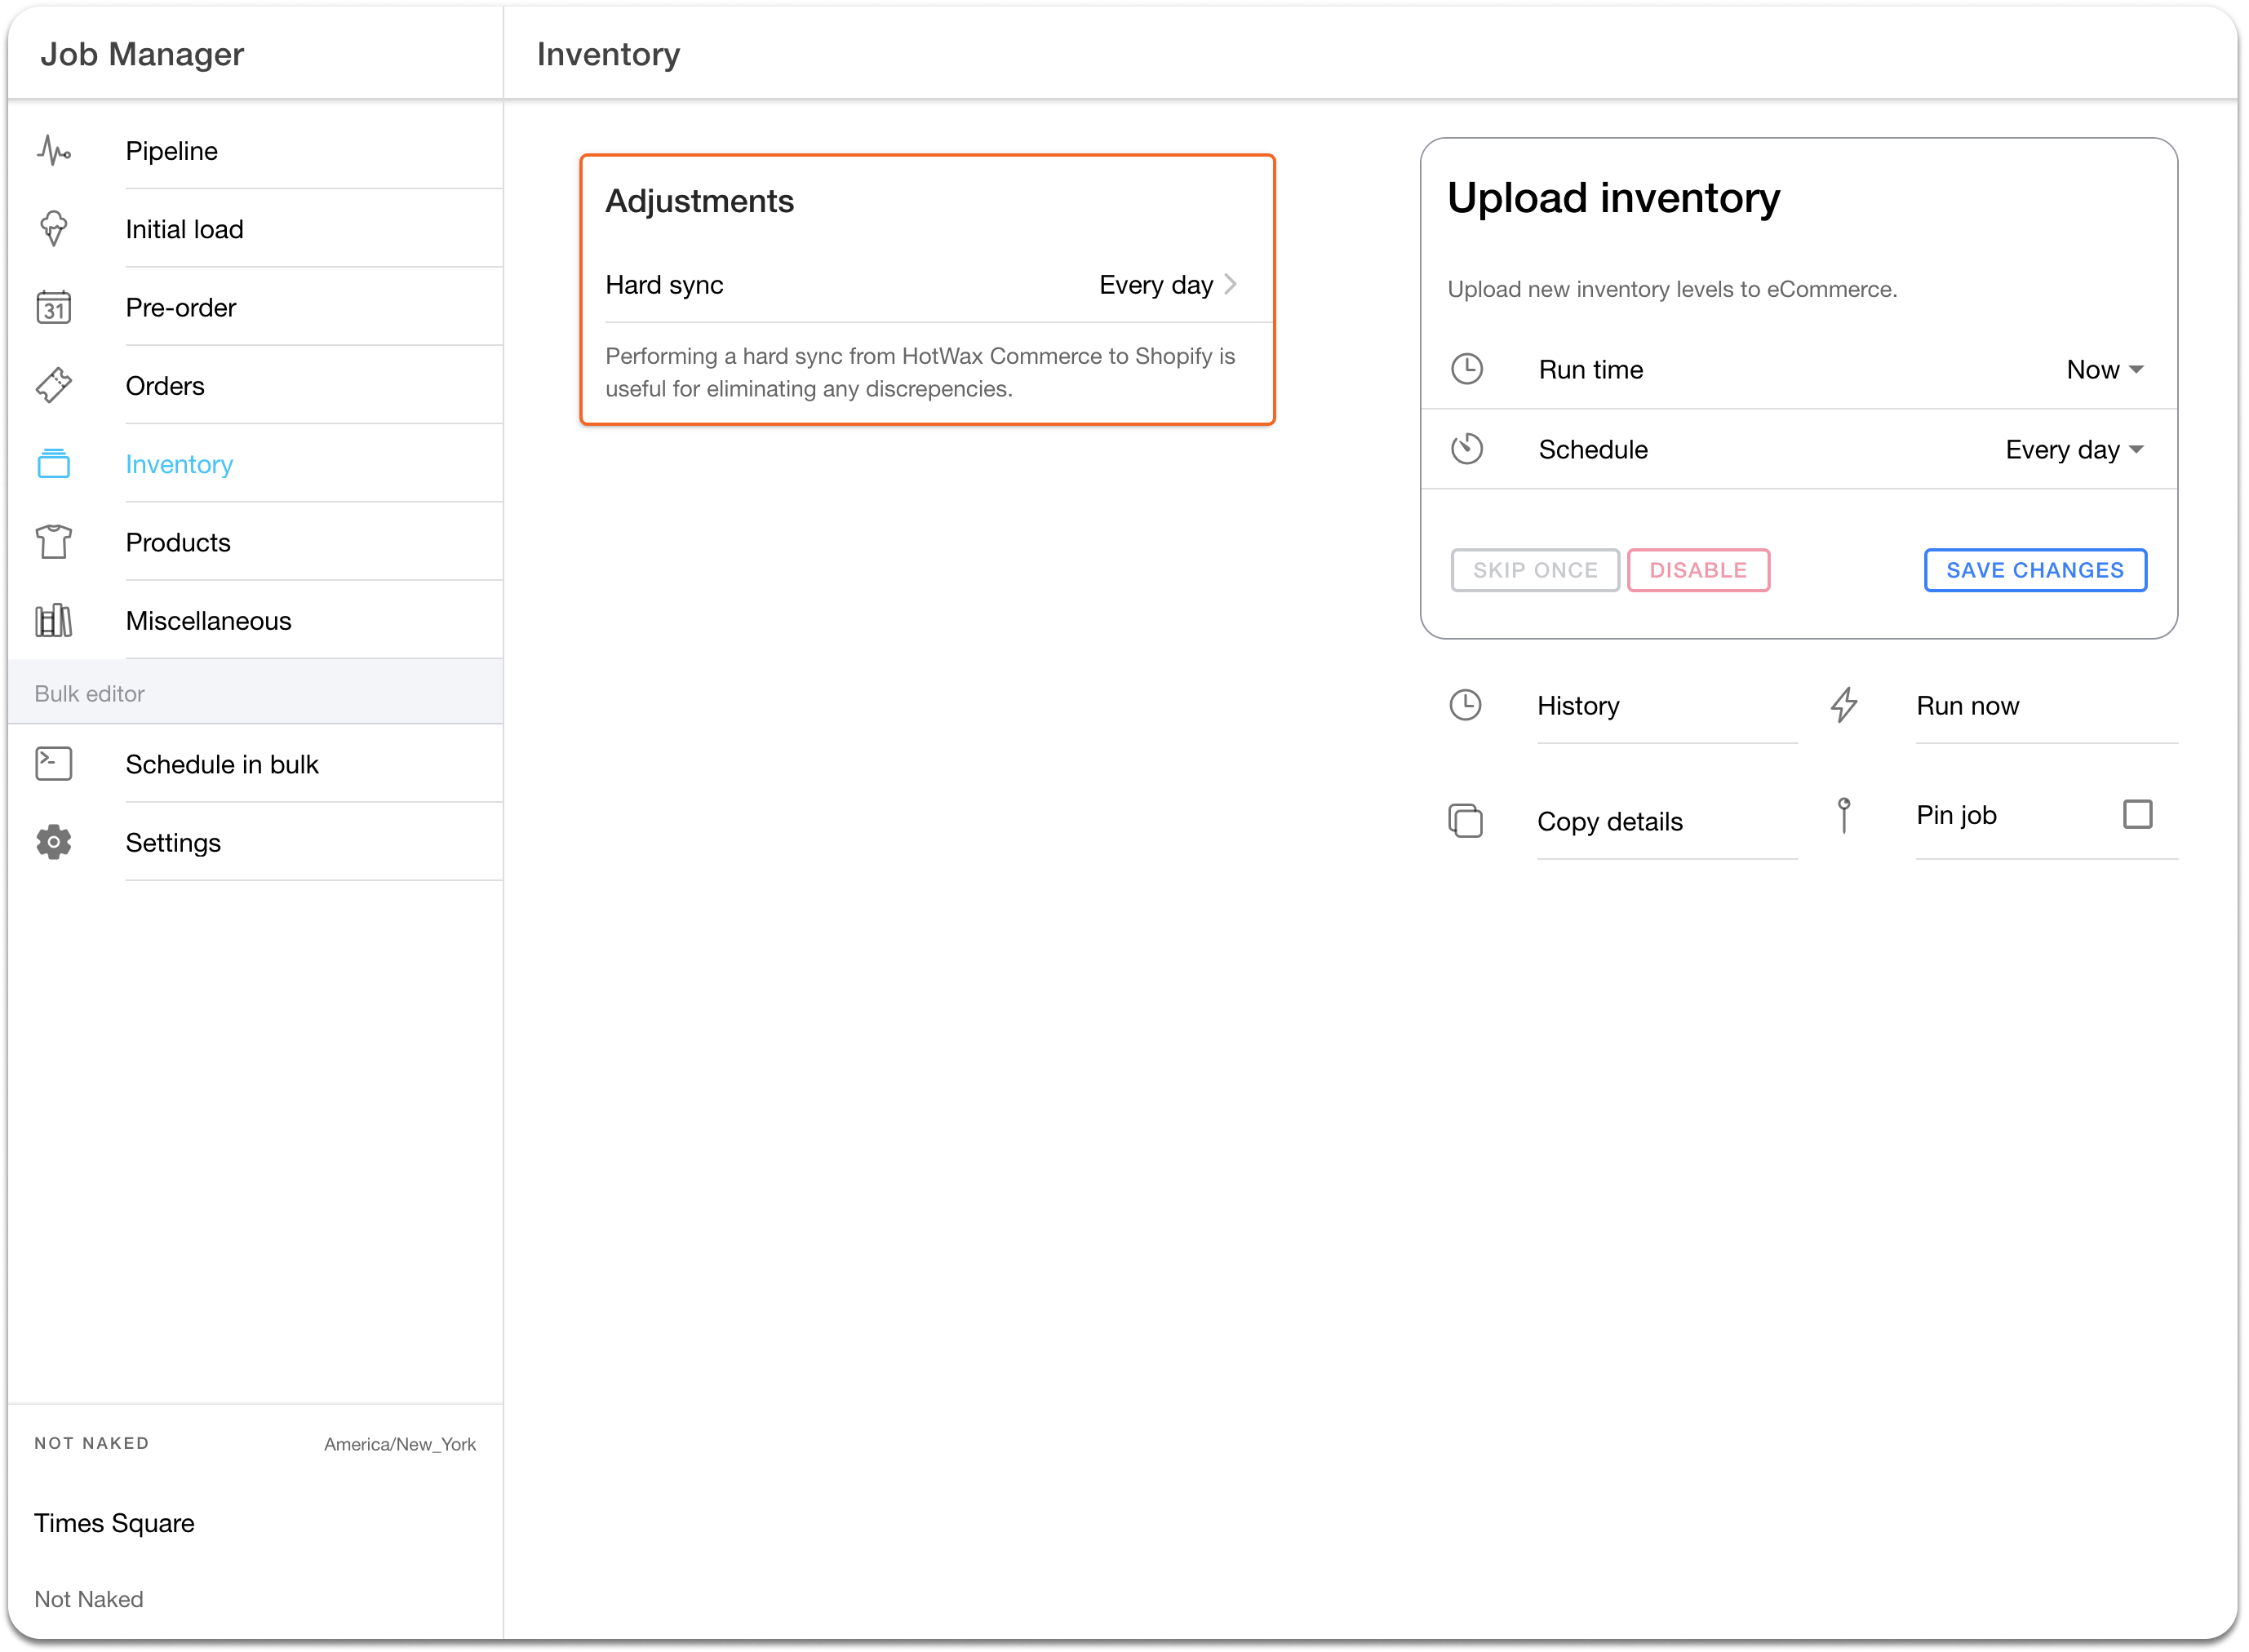 Job Manager
Inventory
Pipeline
Initial load
31
Pre-order
Orders
Inventory
Products
Miscellaneous
Bulk editor
Schedule in bulk
Settings
NOT NAKED
America/New_York
Times Square
Not Naked
Adjustments
Hard sync
Every day
Performing a hard sync from HotWax Commerce to Shopify is
useful for eliminating any discrepencies.
Upload inventory
Upload new inventory levels to eCommerce.
Run time
Now
Schedule
Every day
SKIP ONCE
DISABLE
SAVE CHANGES
History
Run now
Copy details
Pin job